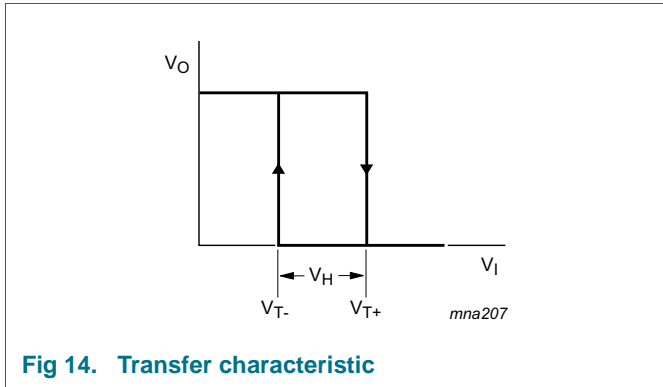 VO
VI
VH
VT-
VT+
mna207
Fig 14. Transfer characteristic